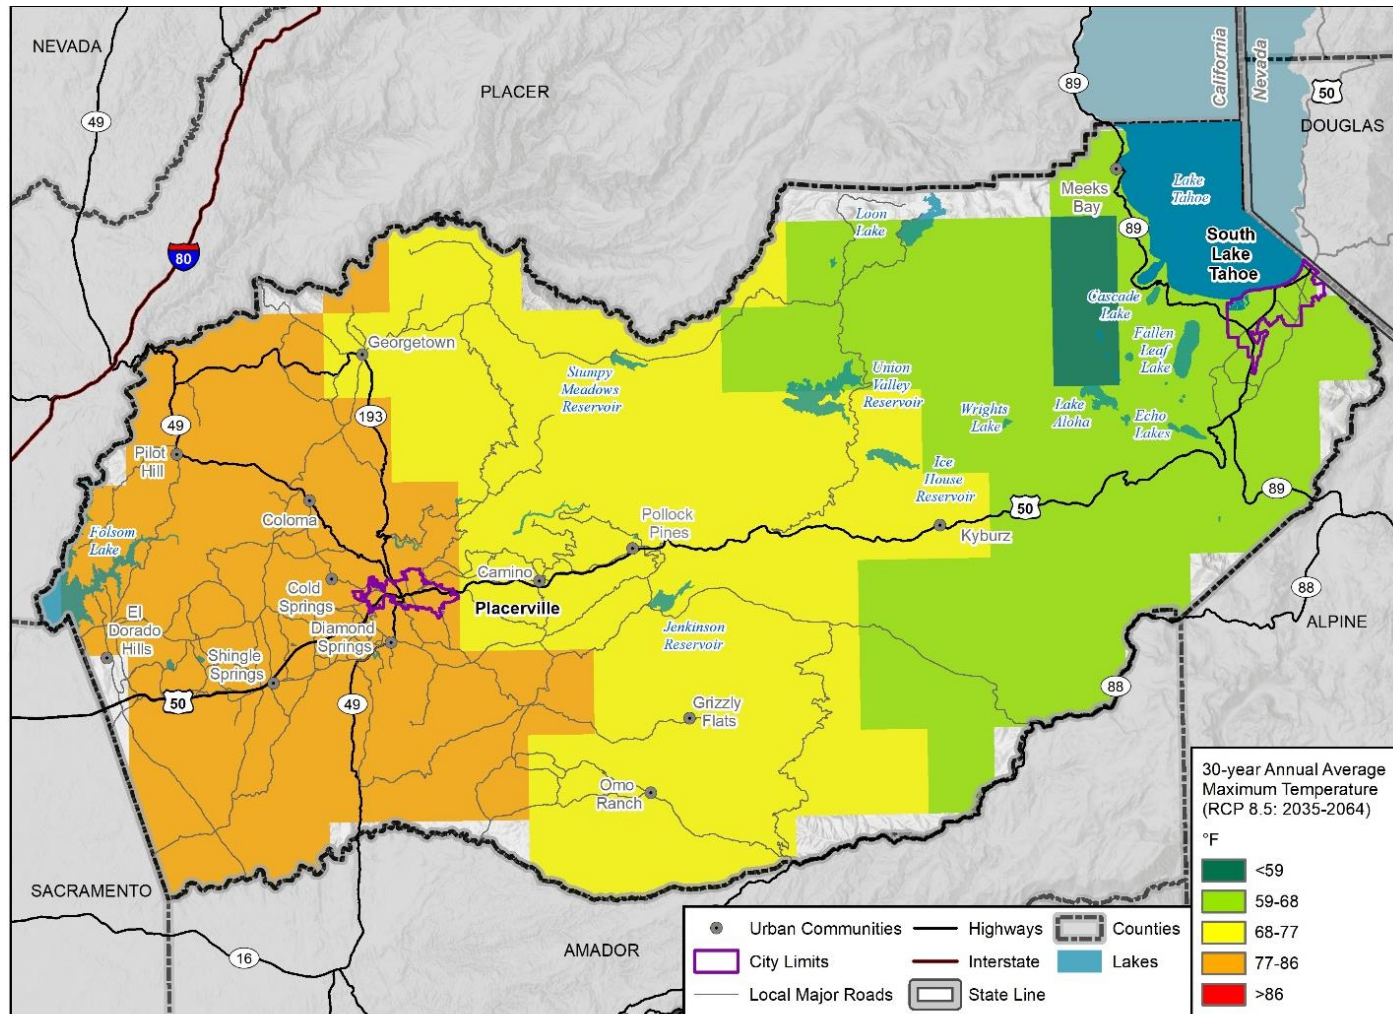 NEVADA
PLACER
California
Nevada
DOUGLAS
89
50
49
80
Meeks
Bay
Lake
Tahoe
Loon
Lake
89
South
Lake
Tahoe
Cascade
Lake
Fallen
Leaf
Lake
Georgetown
Stumpy
Meadows
Reservoir
Union
Valley
Reservoir
Wrights
Lake
Lake
Aloha
Echo
Lakes
49
193
Pilot
Hill
Coloma
Ice
House
Reservoir
50
89
Pollock
Pines
Kyburz
Folsom
Lake
Cold
Springs
Camino
Placerville
88
ALPINE
El
Dorado
Hills
Diamond
Springs
Jenkinson
Reservoir
Shingle
Springs
50
49
Grizzly
Flats
88
Omo
Ranch
SACRAMENTO
AMADOR
16
30-year Annual Average
Maximum Temperature
(RCP 8.5: 2035-2064)
°F
<59
59-68
68-77
77-86
>86
Urban Communities
Highways
Counties
City Limits
Interstate
Lakes
Local Major Roads
State Line